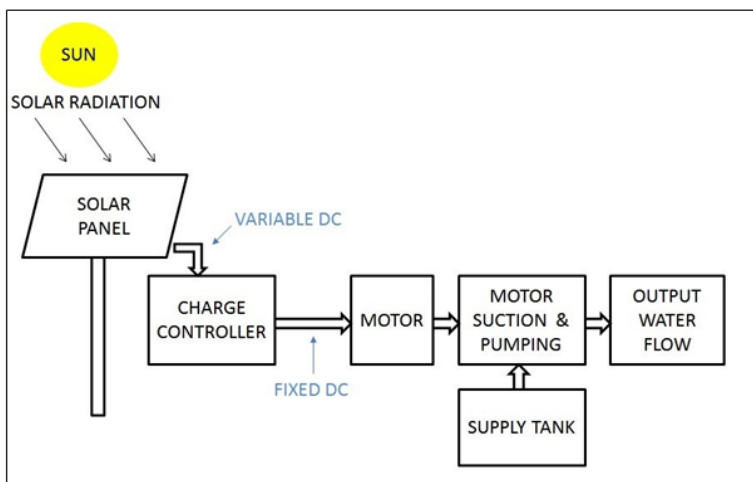 SUN
SOLAR RADIATION
SOLAR
PANEL
VARIABLE DC
CHARGE
CONTROLLER
FIXED DC
MOTOR
MOTOR
SUCTION &
PUMPING
OUTPUT
WATER
FLOW
SUPPLY TANK